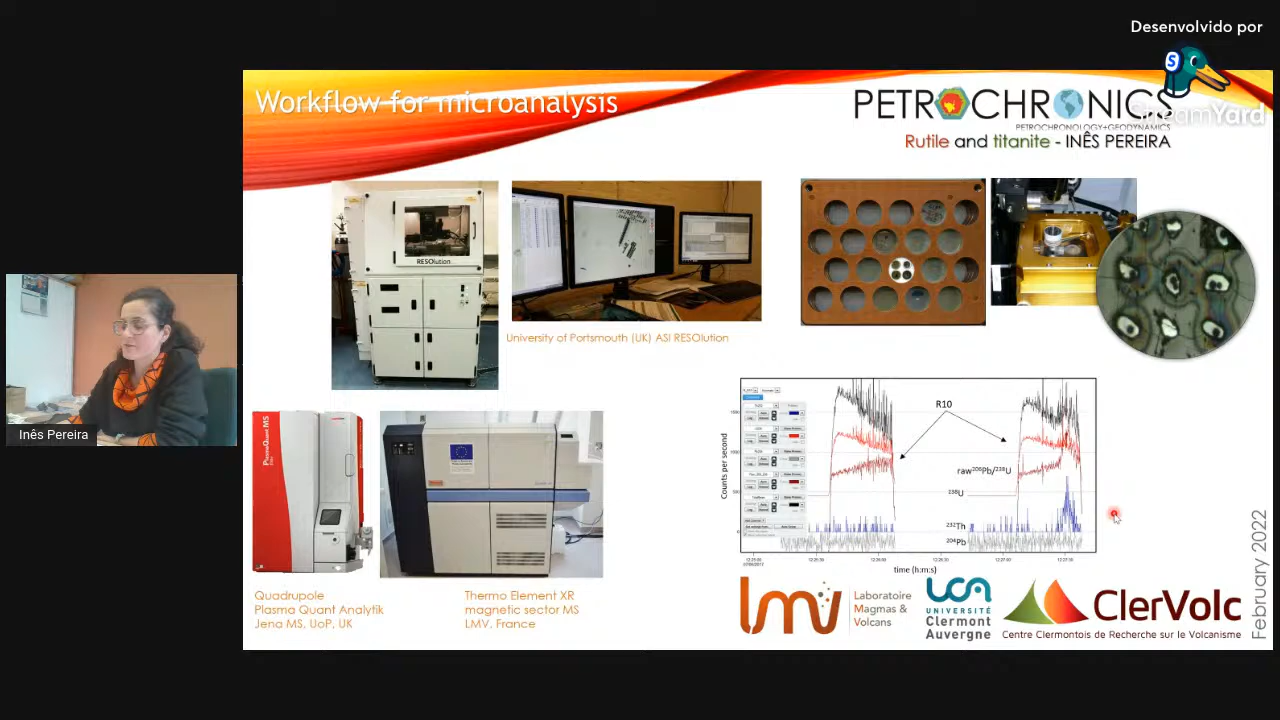 Desenvolvido por
StreamYard
Workflow for microanalysis
PETROCHRONICS
PETROCHRONOLOGY+GEODYNAMICS
Rutile and titanite - INÊS PEREIRA
RESOlution
University of Portsmouth (UK) ASI RESOlution
Inês Pereira
PlasmaQuant MS
Quadrupole
Plasma Quant Analytik
Jena MS, UoP, UK
Thermo Element XR
magnetic sector MS
LMV, France
Counts per second
R10
raw²⁰⁶Pb/²³⁸U
²³⁸U
²³²Th
²⁰⁴Pb
time (h:m:s)
lmv
Laboratoire
Magmas &
Volcans
UCA
UNIVERSITÉ
Clermont
Auvergne
ClerVolc
Centre Clermontois de Recherche sur le Volcanisme
February 2022